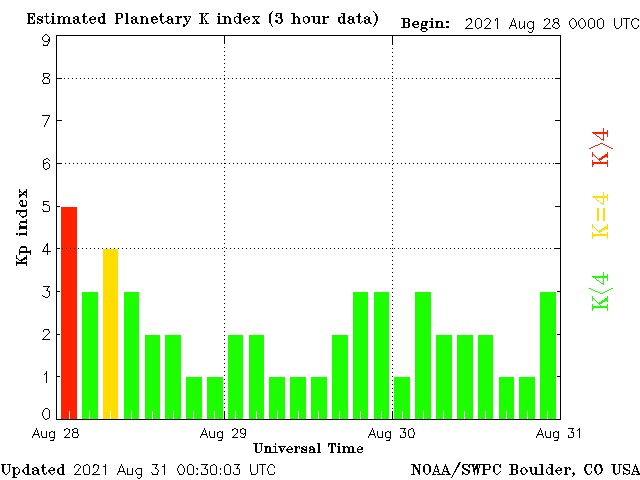 Estimated Planetary K index (3 hour data) Begin: 2021 Aug 28 0000 UTC
9
8
7
6
5
4
3
2
1
0
Kp index
K>4
K=4
K<4
Aug 28 Aug 29 Aug 30 Aug 31
Universal Time
Updated 2021 Aug 31 00:30:03 UTC NOAA/SWPC Boulder, CO USA